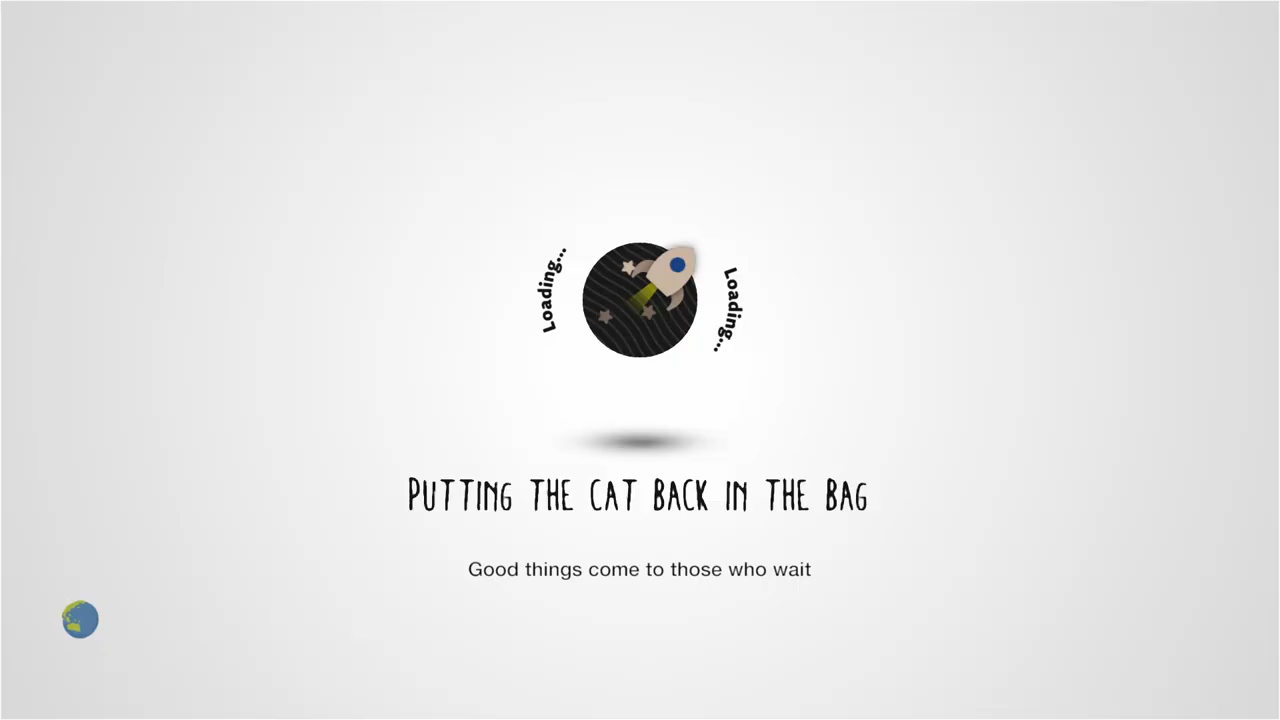 Loading...
Loading...
Putting the cat back in the bag
Good things come to those who wait